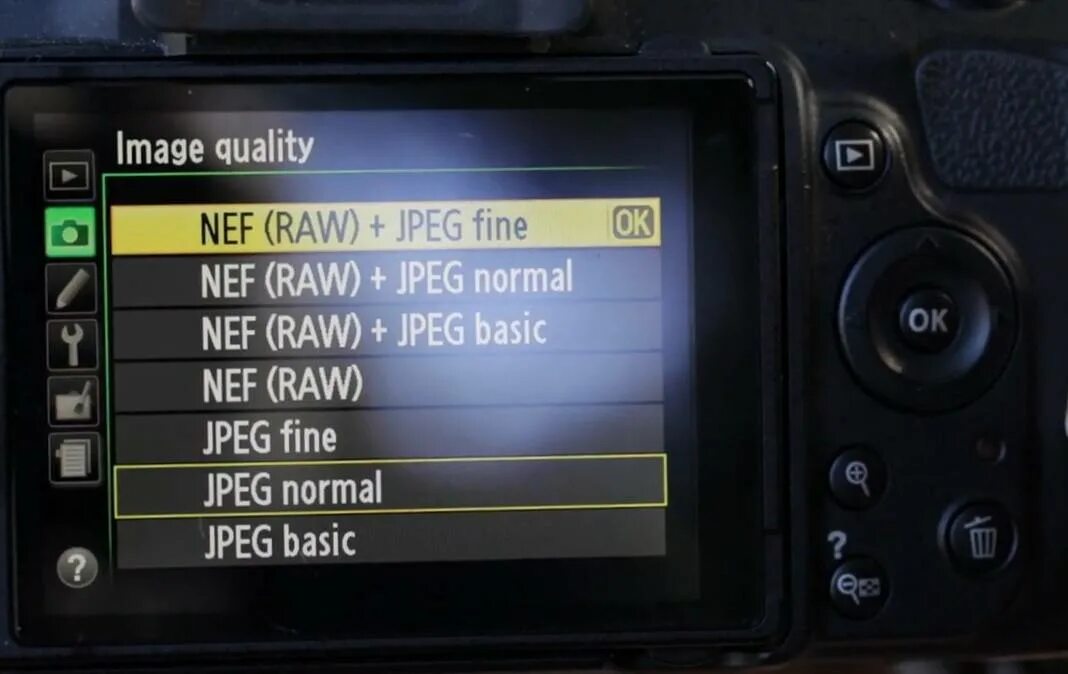 Image quality
NEF (RAW) + JPEG fine OK
NEF (RAW) + JPEG normal
NEF (RAW) + JPEG basic
NEF (RAW)
JPEG fine
JPEG normal
JPEG basic
?
OK
?